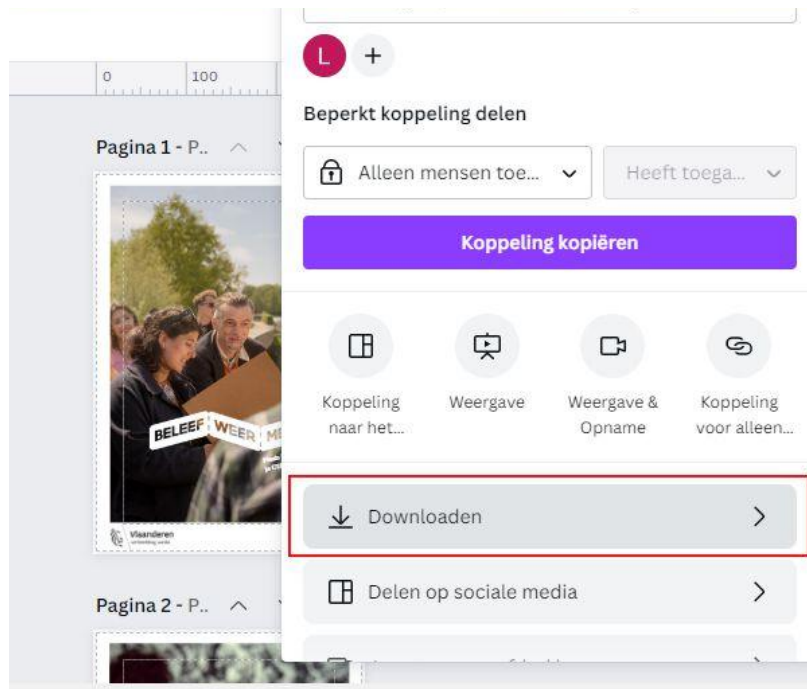 L +
Beperkt koppeling delen
Alleen mensen toe... Heeft toega...
Koppeling kopiëren
Koppeling
naar het...
Weergave
Weergave &
Opname
Koppeling
voor alleen...
Downloaden
Delen op sociale media
0 100
Pagina 1 - P..
BELEEF WEER
Vlaanderen
Pagina 2 - P..